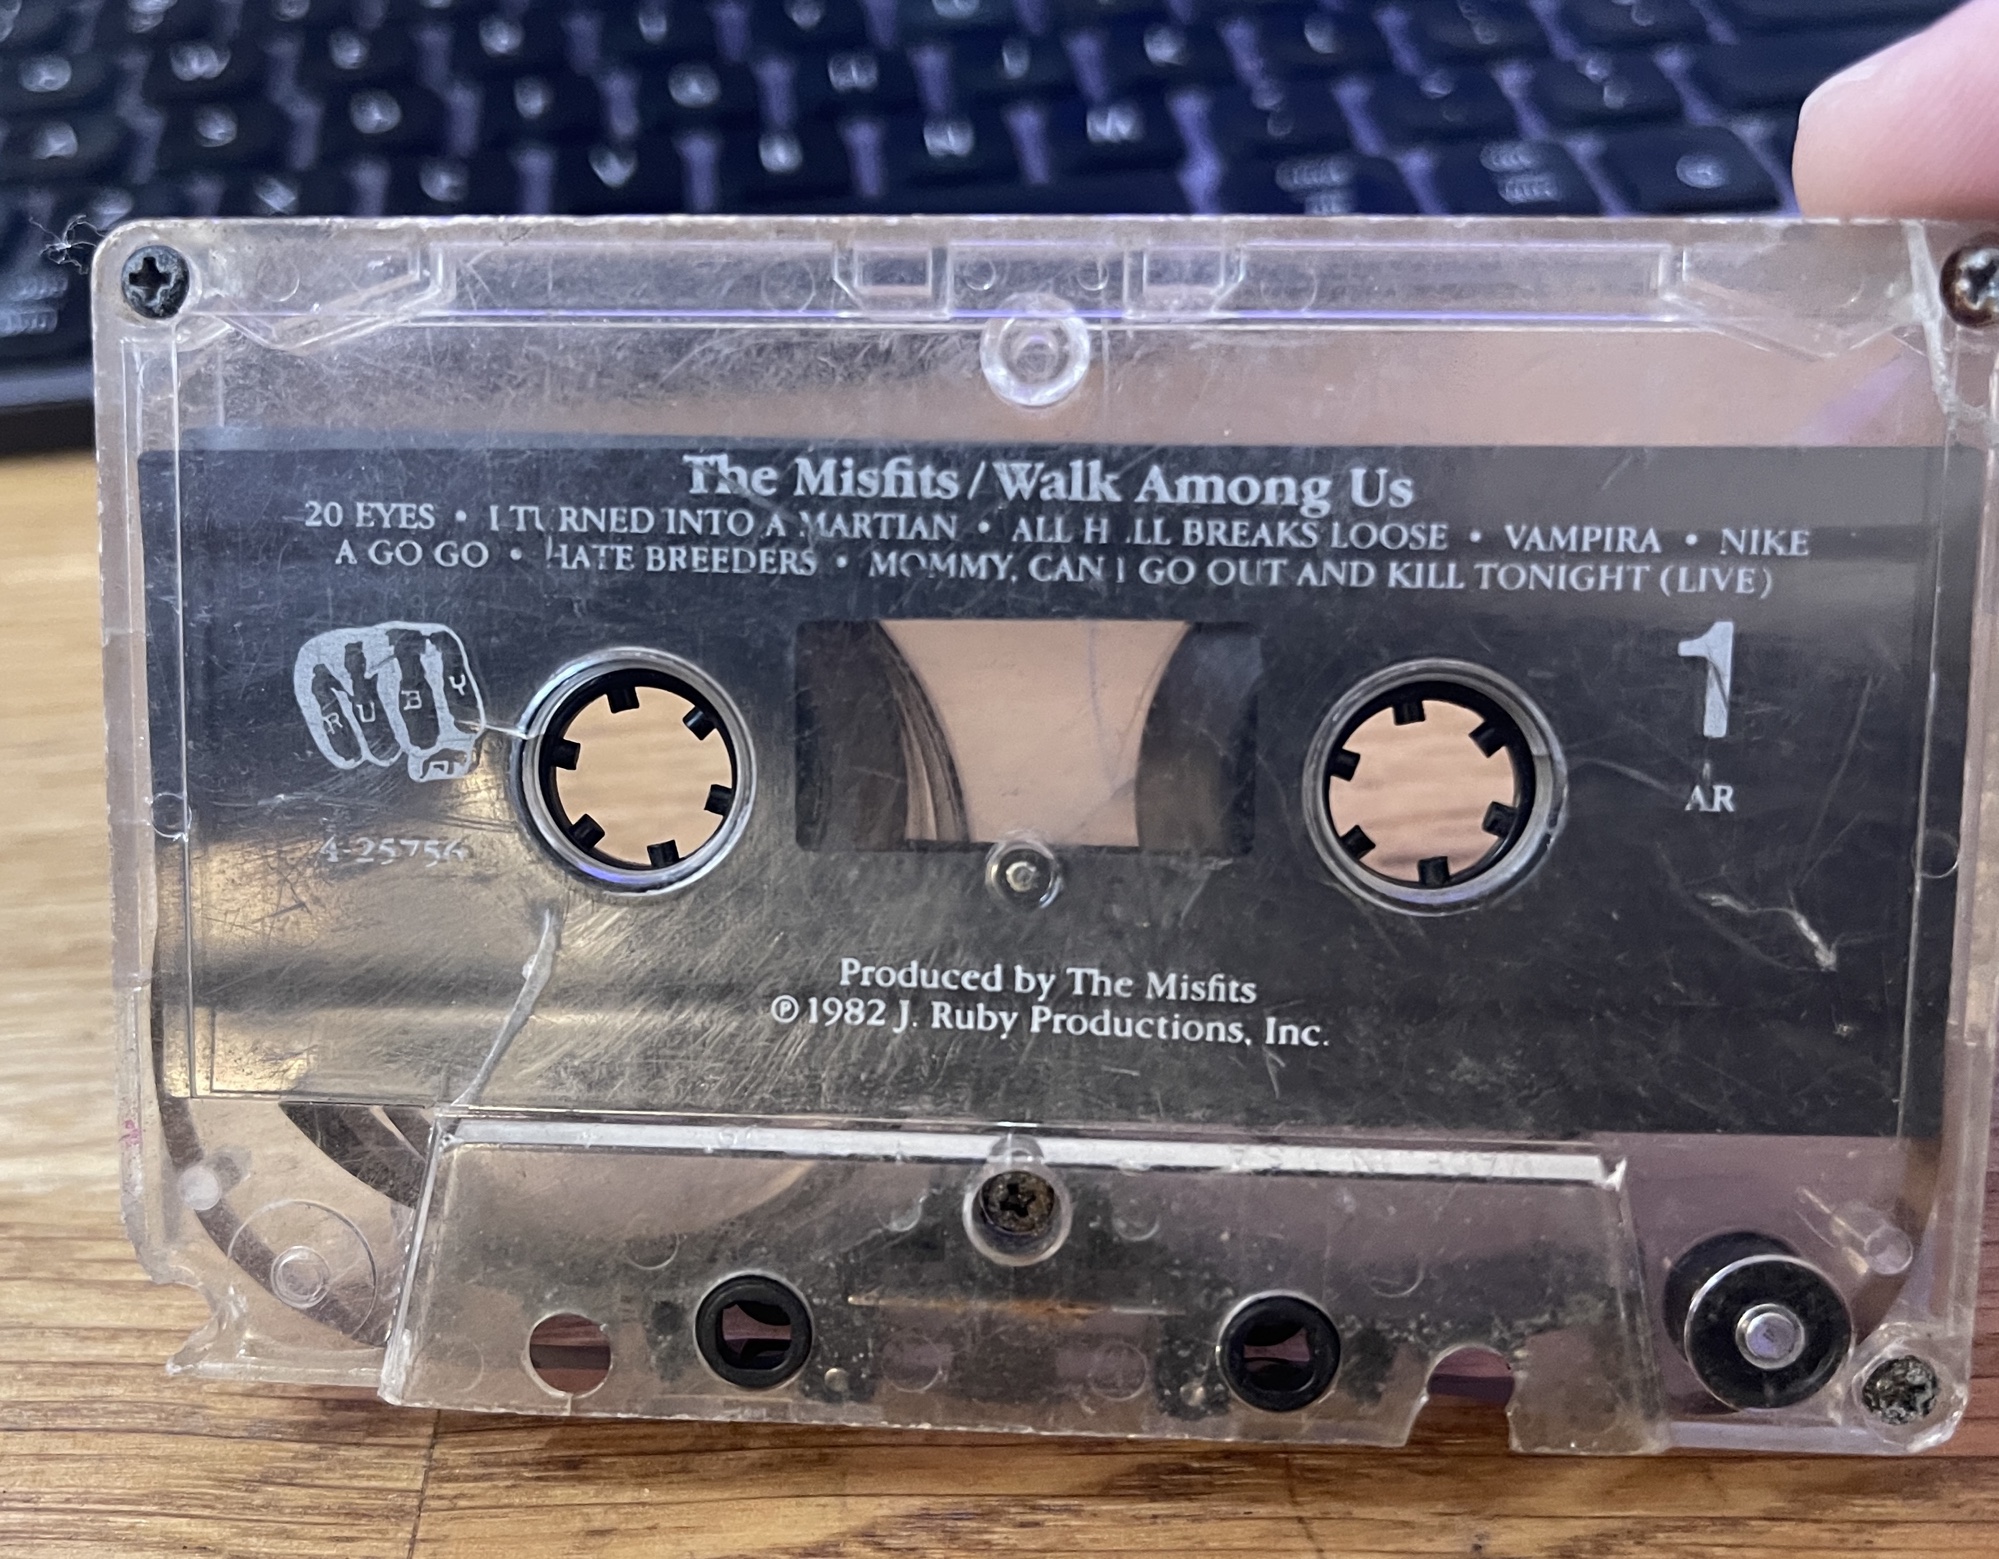 The Misfits/Walk Among Us
20 EYES • I TURNED INTO A MARTIAN • ALL HELL BREAKS LOOSE • VAMPIRA • NIKE
A GO GO • HATE BREEDERS • MOMMY, CAN I GO OUT AND KILL TONIGHT (LIVE)
RUBY
1
AR
4-25756
Produced by The Misfits
℗ 1982 J. Ruby Productions, Inc.